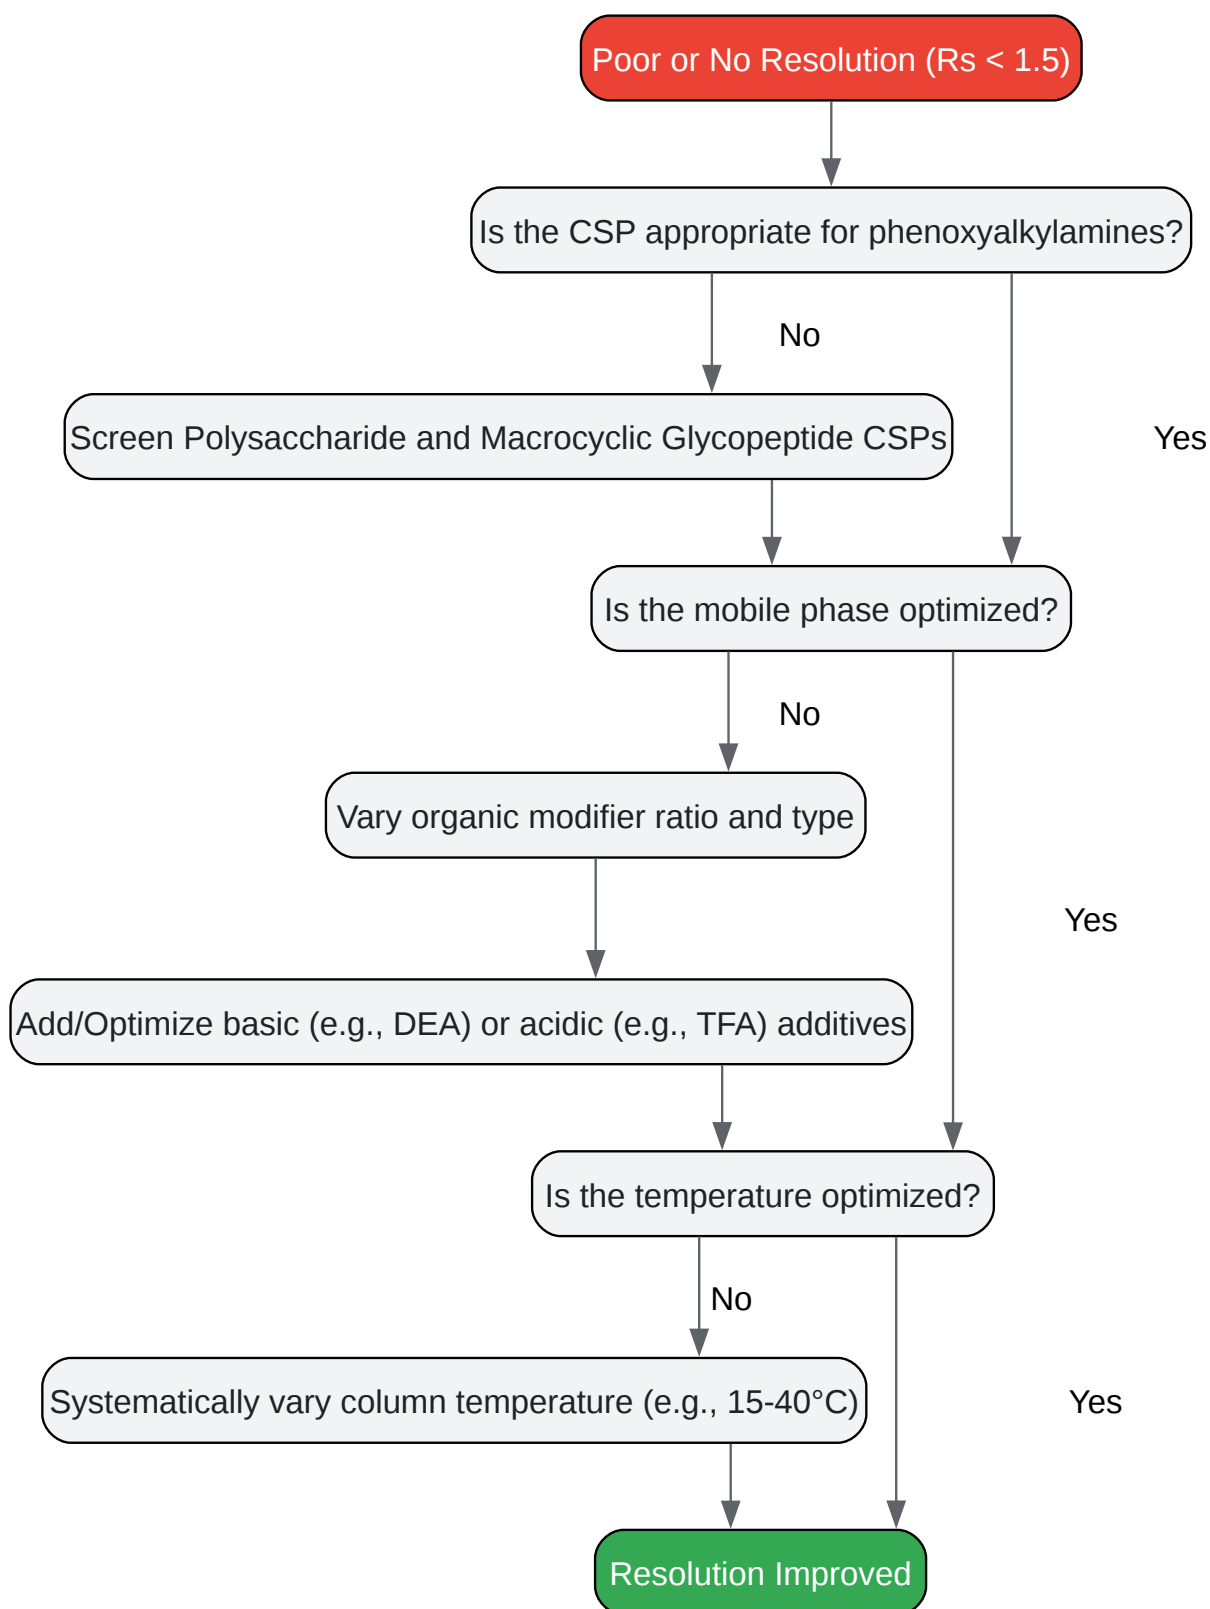 Poor or No Resolution (Rs < 1.5)
Is the CSP appropriate for phenoxyalkylamines?
No
Screen Polysaccharide and Macrocyclic Glycopeptide CSPs
Yes
Is the mobile phase optimized?
No
Vary organic modifier ratio and type
Yes
Add/Optimize basic (e.g., DEA) or acidic (e.g., TFA) additives
Is the temperature optimized?
No
Systematically vary column temperature (e.g., 15-40°C)
Yes
Resolution Improved